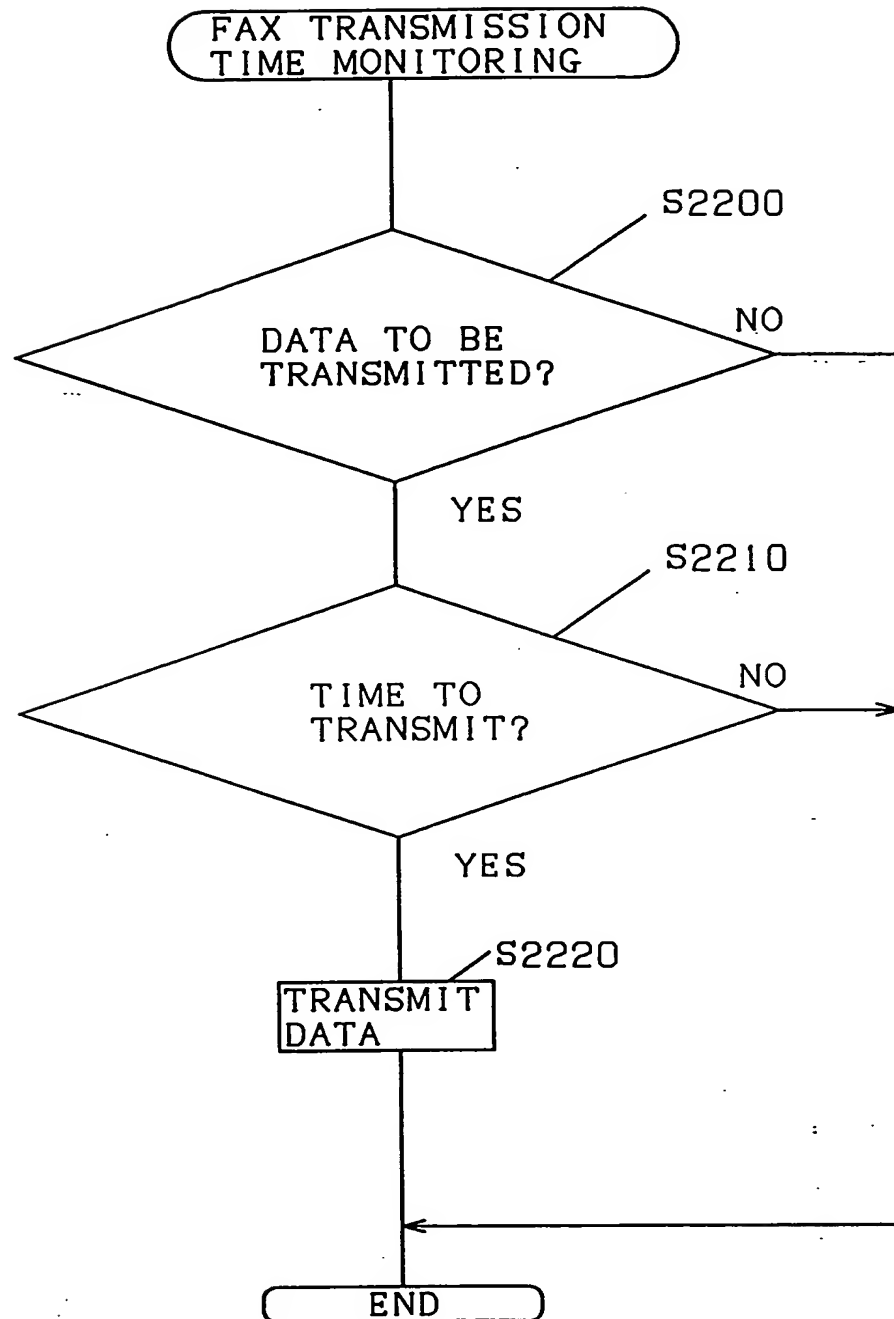 FAX TRANSMISSION
TIME MONITORING
S2200
NO
DATA TO BE
TRANSMITTED?
YES
S2210
NO
TIME TO
TRANSMIT?
YES
S2220
TRANSMIT
DATA
END